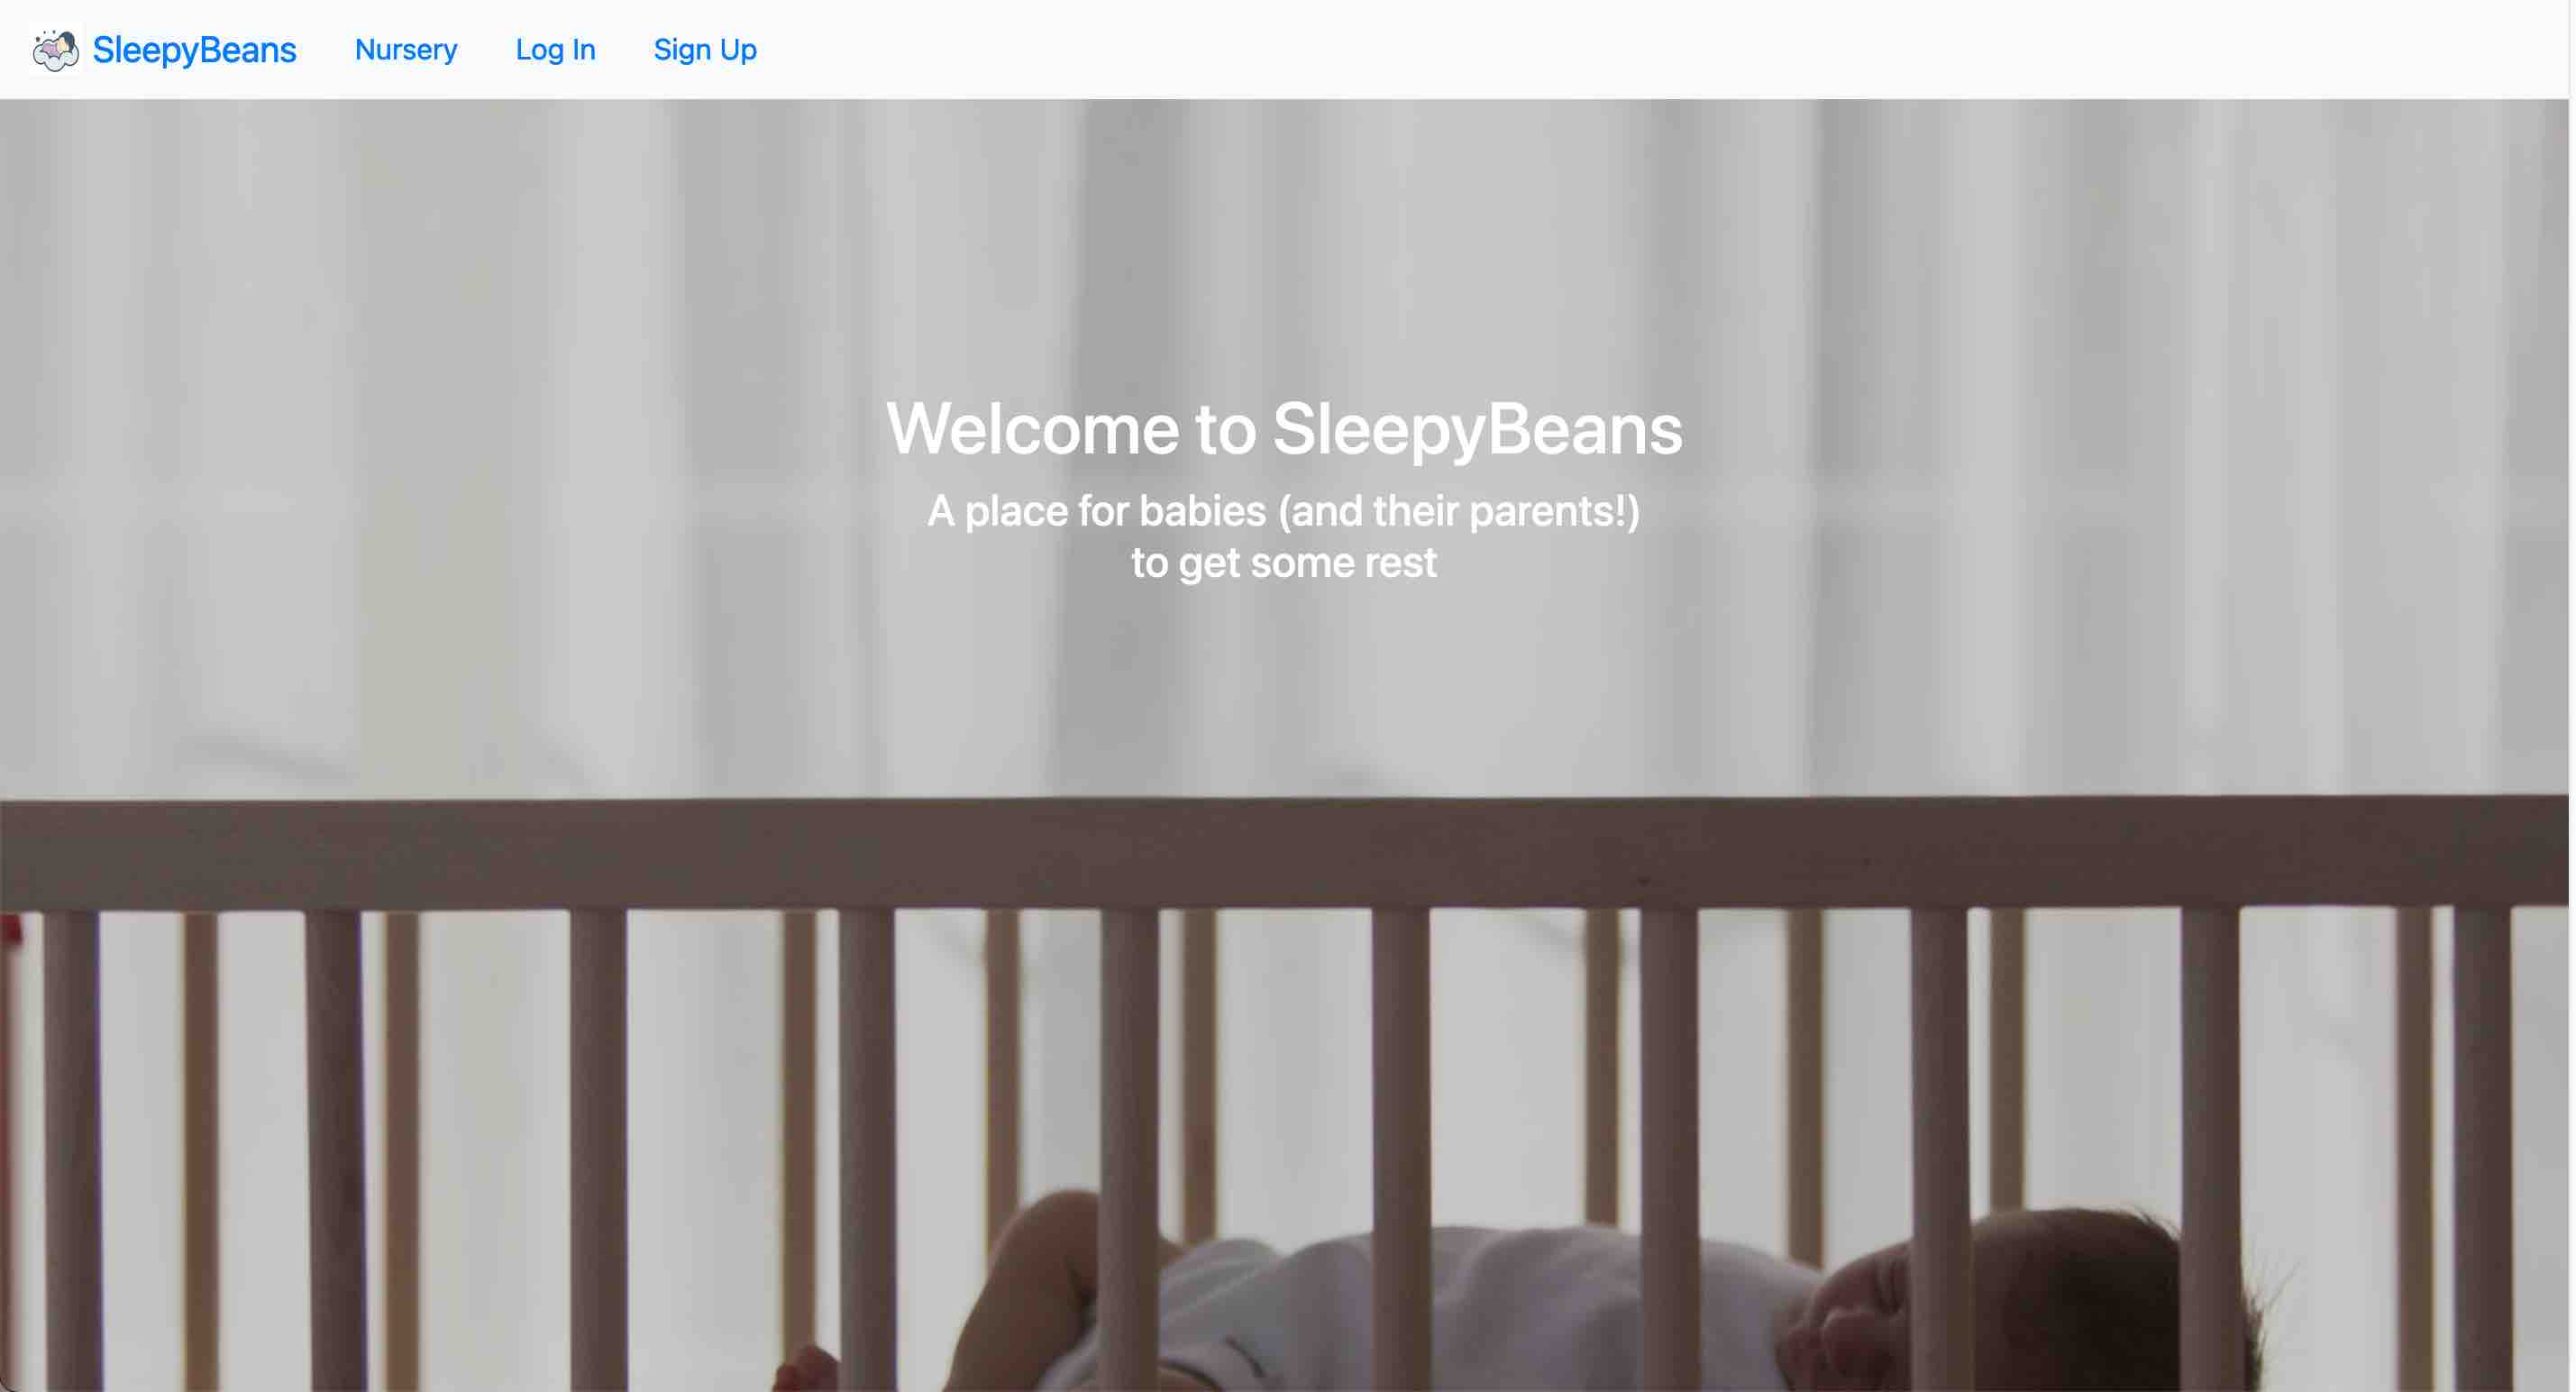 SleepyBeans Nursery Log In Sign Up
Welcome to SleepyBeans
A place for babies (and their parents!)
to get some rest